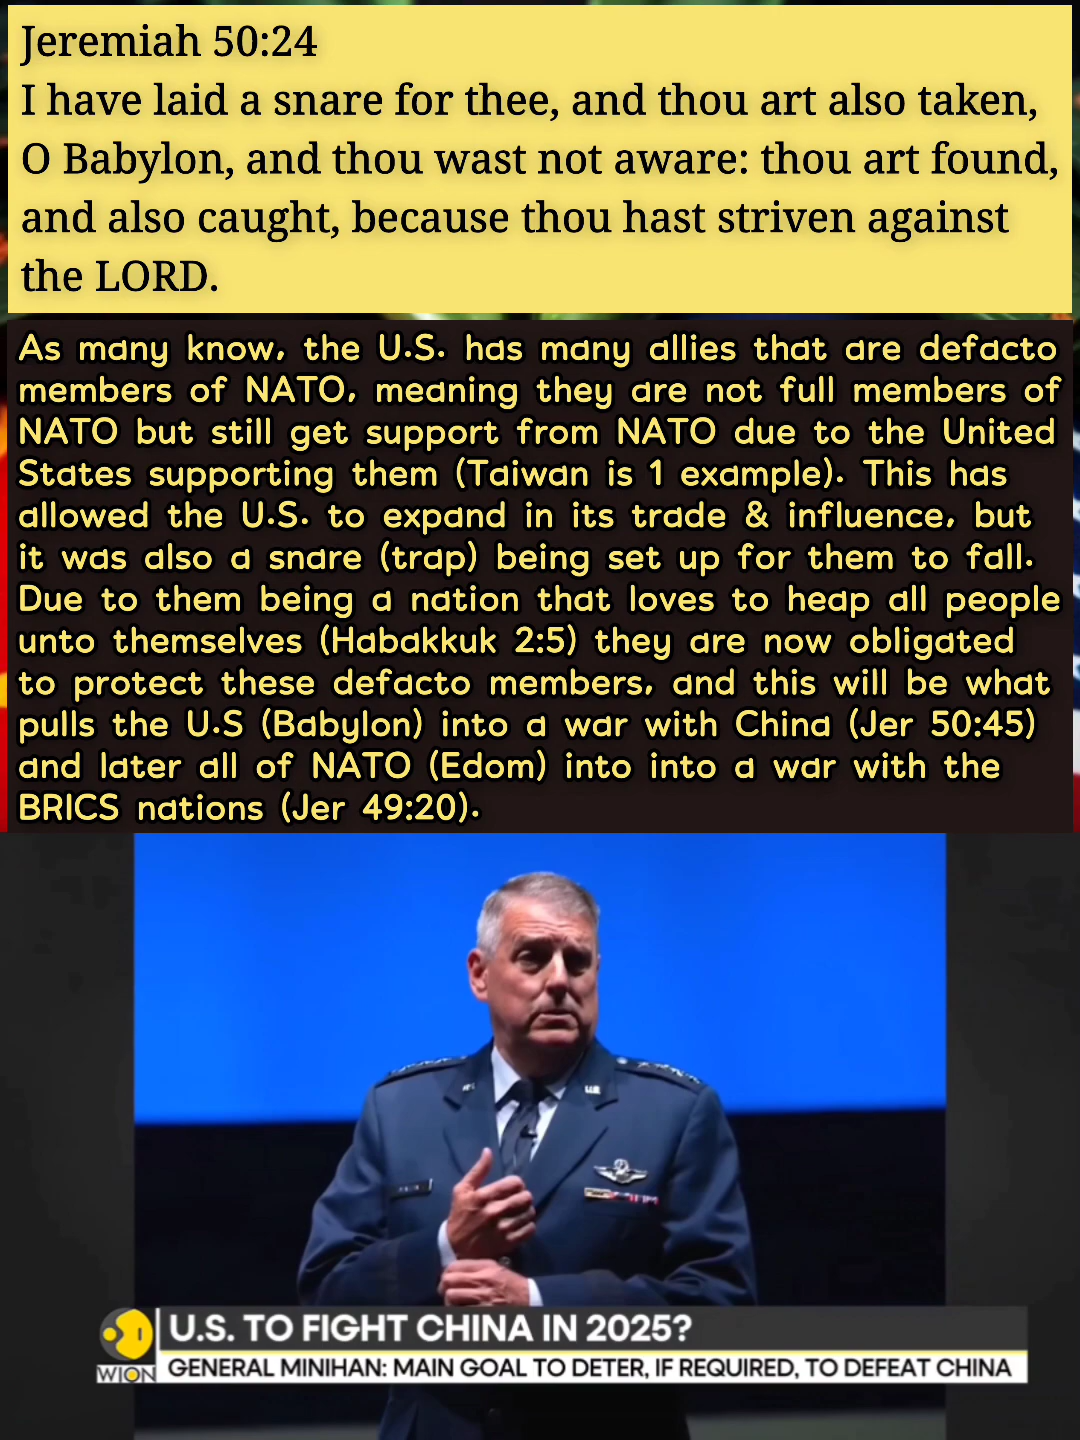 Jeremiah 50:24
I have laid a snare for thee, and thou art also taken,
O Babylon, and thou wast not aware: thou art found,
and also caught, because thou hast striven against
the LORD.
As many know, the U.S. has many allies that are defacto
members of NATO, meaning they are not full members of
NATO but still get support from NATO due to the United
States supporting them (Taiwan is 1 example). This has
allowed the U.S. to expand in its trade & influence, but
it was also a snare (trap) being set up for them to fall.
Due to them being a nation that loves to heap all people
unto themselves (Habakkuk 2:5) they are now obligated
to protect these defacto members, and this will be what
pulls the U.S (Babylon) into a war with China (Jer 50:45)
and later all of NATO (Edom) into into a war with the
BRICS nations (Jer 49:20).
U.S. TO FIGHT CHINA IN 2025?
WION
GENERAL MINIHAN: MAIN GOAL TO DETER, IF REQUIRED, TO DEFEAT CHINA